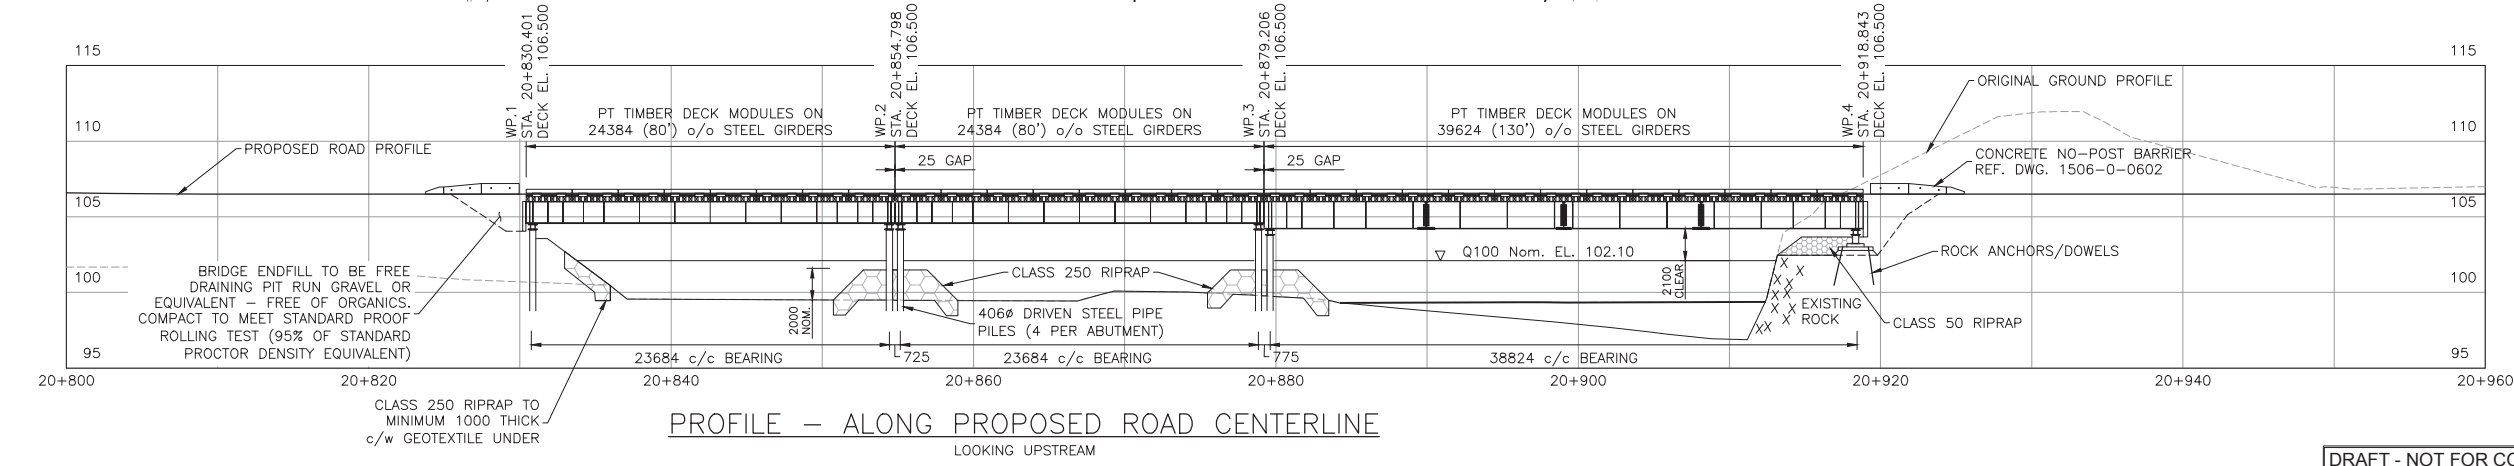 WP.1
STA. 20+830.401
DECK EL. 106.500
WP.2
STA. 20+854.798
DECK EL. 106.500
WP.3
STA. 20+879.206
DECK EL. 106.500
WP.4
STA. 20+918.843
DECK EL. 106.500
115
115
ORIGINAL GROUND PROFILE
PT TIMBER DECK MODULES ON
24384 (80') o/o STEEL GIRDERS
PT TIMBER DECK MODULES ON
24384 (80') o/o STEEL GIRDERS
PT TIMBER DECK MODULES ON
39624 (130') o/o STEEL GIRDERS
110
110
PROPOSED ROAD PROFILE
25 GAP
25 GAP
CONCRETE NO-POST BARRIER
REF. DWG. 1506-0-0602
105
105
Q100 Nom. EL. 102.10
ROCK ANCHORS/DOWELS
BRIDGE ENDFILL TO BE FREE
DRAINING PIT RUN GRAVEL OR
EQUIVALENT - FREE OF ORGANICS.
COMPACT TO MEET STANDARD PROOF
ROLLING TEST (95% OF STANDARD
PROCTOR DENSITY EQUIVALENT)
CLASS 250 RIPRAP
100
100
2100
CLEAR
2000
NOM.
406ø DRIVEN STEEL PIPE
PILES (4 PER ABUTMENT)
EXISTING
ROCK
CLASS 50 RIPRAP
95
95
23684 c/c BEARING
725
23684 c/c BEARING
775
38824 c/c BEARING
20+800
20+820
20+840
20+860
20+880
20+900
20+920
20+940
20+960
CLASS 250 RIPRAP TO
MINIMUM 1000 THICK
c/w GEOTEXTILE UNDER
PROFILE - ALONG PROPOSED ROAD CENTERLINE
LOOKING UPSTREAM
DRAFT - NOT FOR CO